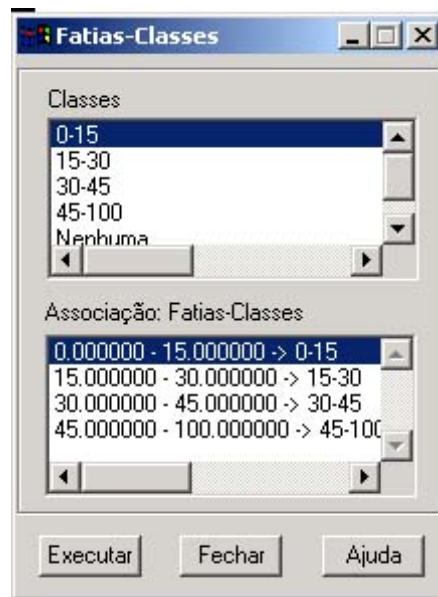 Fatias-Classes
Classes
0-15
15-30
30-45
45-100
Nenhuma
Associação: Fatias-Classes
0.000000 - 15.000000 -> 0-15
15.000000 - 30.000000 -> 15-30
30.000000 - 45.000000 -> 30-45
45.000000 - 100.000000 -> 45-100
Executar
Fechar
Ajuda